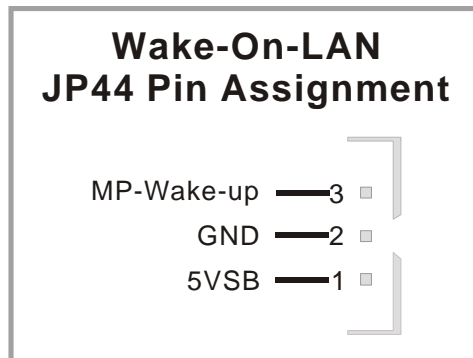 Wake-On-LAN
JP44 Pin Assignment
MP-Wake-up 3
GND 2
5VSB 1